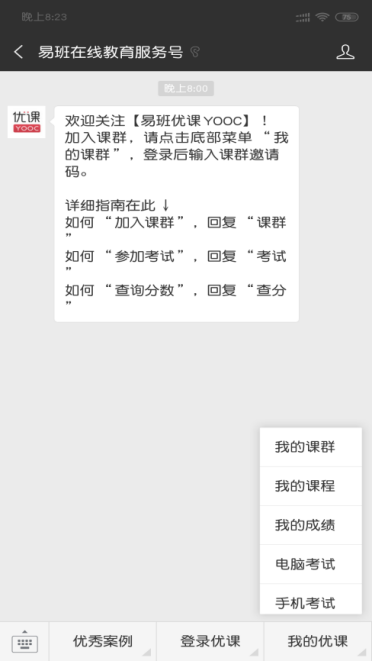 晚上8:23
易班在线教育服务号
晚上8:00
优课
YOOC
欢迎关注【易班优课 YOOC】！
加入课群，请点击底部菜单“我
的课群”，登录后输入课群邀请
码。
详细指南在此↓
如何“加入课群”，回复“课群
”
如何“参加考试”，回复“考试
”
如何“查询分数”，回复“查分
”
我的课群
我的课程
我的成绩
电脑考试
手机考试
优秀案例
登录优课
我的优课